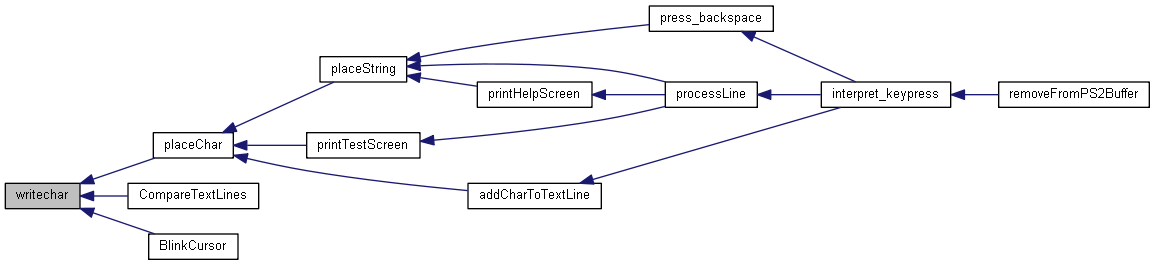 press_backspace
placeString
printHelpScreen
processLine
interpret_keypress
removeFromPS2Buffer
placeChar
printTestScreen
writechar
CompareTextLines
addCharToTextLine
BlinkCursor